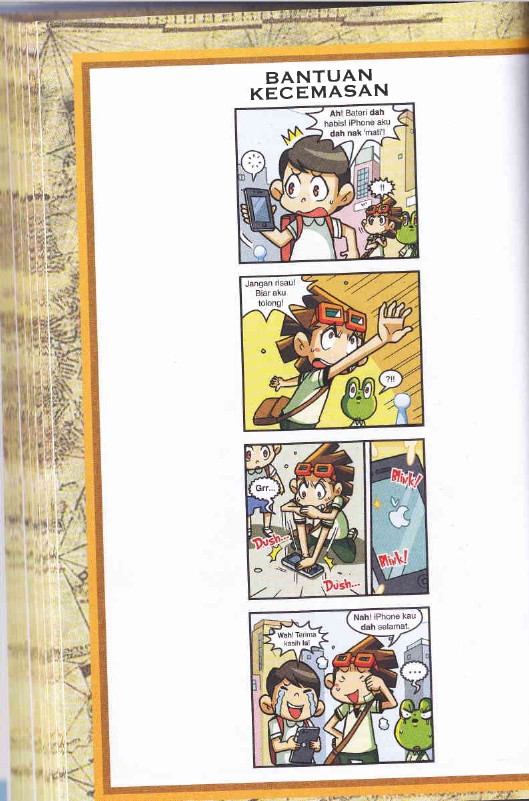 BANTUAN
KECEMASAN
Ah! Bateri dah
habis! iPhone aku
dah nak 'mati'!
!!
Jangan risau!
Biar aku
tolong!
?!!
Grr...
Dush...
Dush...
Blink!
Blink!
Wah! Terima
kasih la!
Nah! iPhone kau
dah selamat.
...